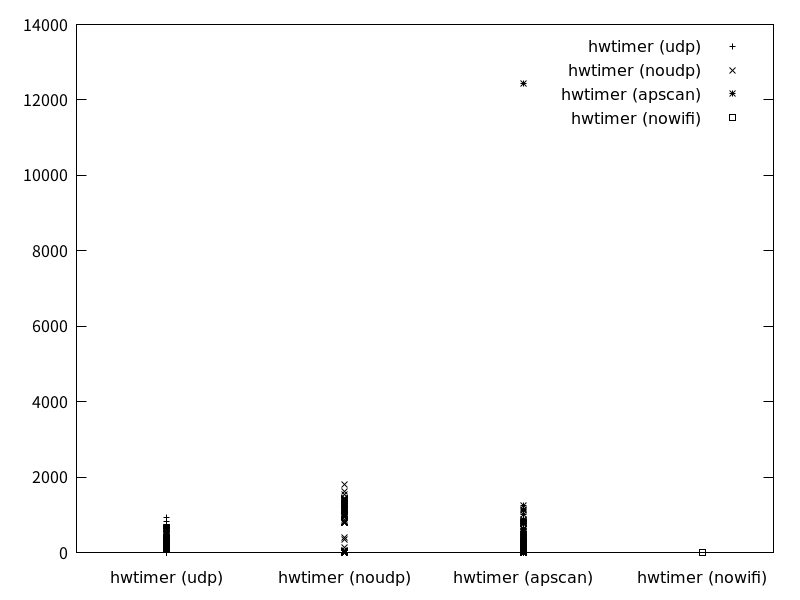 14000
12000
10000
8000
6000
4000
2000
0
hwtimer (udp)
hwtimer (noudp)
hwtimer (apscan)
hwtimer (nowifi)
hwtimer (udp) hwtimer (noudp) hwtimer (apscan) hwtimer (nowifi)